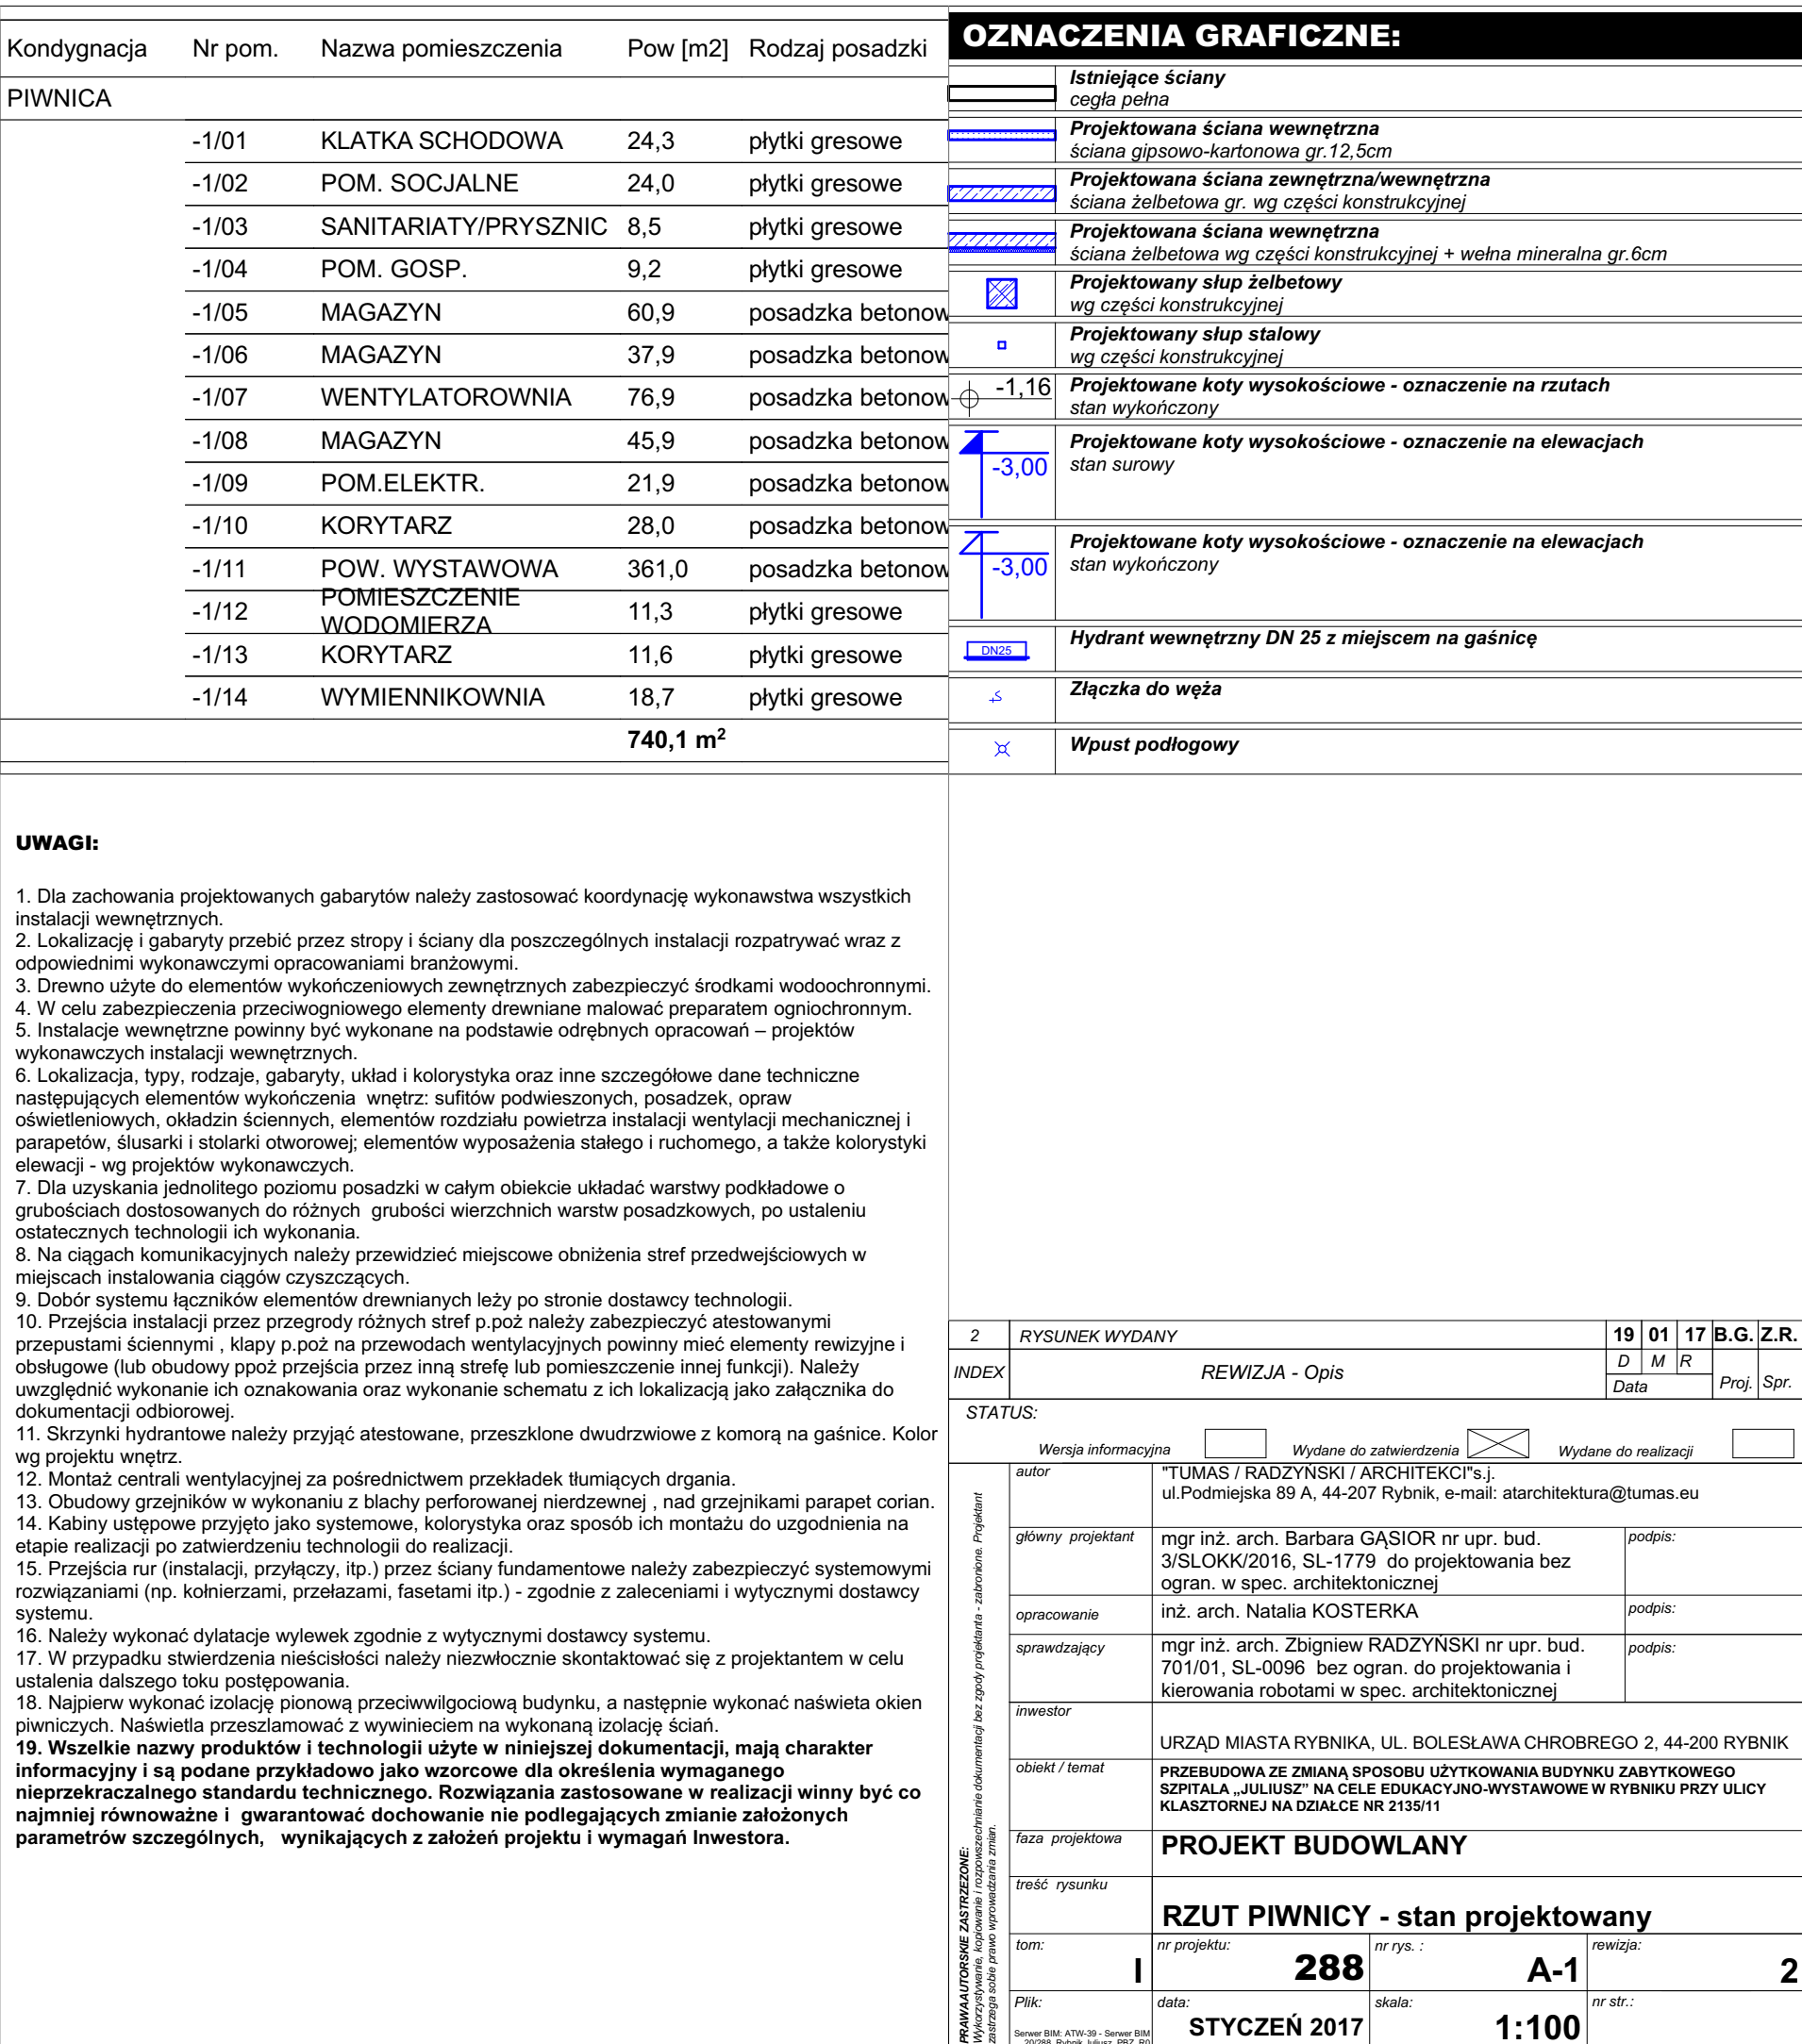 Kondygnacja Nr pom. Nazwa pomieszczenia Pow [m2] Rodzaj posadzki
PIWNICA
-1/01 KLATKA SCHODOWA 24,3 płytki gresowe
-1/02 POM. SOCJALNE 24,0 płytki gresowe
-1/03 SANITARIATY/PRYSZNIC 8,5 płytki gresowe
-1/04 POM. GOSP. 9,2 płytki gresowe
-1/05 MAGAZYN 60,9 posadzka betonow
-1/06 MAGAZYN 37,9 posadzka betonow
-1/07 WENTYLATOROWNIA 76,9 posadzka betonow
-1/08 MAGAZYN 45,9 posadzka betonow
-1/09 POM.ELEKTR. 21,9 posadzka betonow
-1/10 KORYTARZ 28,0 posadzka betonow
-1/11 POW. WYSTAWOWA 361,0 posadzka betonow
-1/12 POMIESZCZENIE WODOMIERZA 11,3 płytki gresowe
-1/13 KORYTARZ 11,6 płytki gresowe
-1/14 WYMIENNIKOWNIA 18,7 płytki gresowe
740,1 m²
OZNACZENIA GRAFICZNE:
Istniejące ściany
cegła pełna
Projektowana ściana wewnętrzna
ściana gipsowo-kartonowa gr.12,5cm
Projektowana ściana zewnętrzna/wewnętrzna
ściana żelbetowa gr. wg części konstrukcyjnej
Projektowana ściana wewnętrzna
ściana żelbetowa wg części konstrukcyjnej + wełna mineralna gr.6cm
Projektowany słup żelbetowy
wg części konstrukcyjnej
Projektowany słup stalowy
wg części konstrukcyjnej
-1,16 Projektowane koty wysokościowe - oznaczenie na rzutach
stan wykończony
Projektowane koty wysokościowe - oznaczenie na elewacjach
-3,00 stan surowy
Projektowane koty wysokościowe - oznaczenie na elewacjach
-3,00 stan wykończony
DN25 Hydrant wewnętrzny DN 25 z miejscem na gaśnicę
Złączka do węża
Wpust podłogowy
UWAGI:
1. Dla zachowania projektowanych gabarytów należy zastosować koordynację wykonawstwa wszystkich
instalacji wewnętrznych.
2. Lokalizację i gabaryty przebić przez stropy i ściany dla poszczególnych instalacji rozpatrywać wraz z
odpowiednimi wykonawczymi opracowaniami branżowymi.
3. Drewno użyte do elementów wykończeniowych zewnętrznych zabezpieczyć środkami wodoochronnymi.
4. W celu zabezpieczenia przeciwogniowego elementy drewniane malować preparatem ogniochronnym.
5. Instalacje wewnętrzne powinny być wykonane na podstawie odrębnych opracowań – projektów
wykonawczych instalacji wewnętrznych.
6. Lokalizacja, typy, rodzaje, gabaryty, układ i kolorystyka oraz inne szczegółowe dane techniczne
następujących elementów wykończenia  wnętrz: sufitów podwieszonych, posadzek, opraw
oświetleniowych, okładzin ściennych, elementów rozdziału powietrza instalacji wentylacji mechanicznej i
parapetów, ślusarki i stolarki otworowej; elementów wyposażenia stałego i ruchomego, a także kolorystyki
elewacji - wg projektów wykonawczych.
7. Dla uzyskania jednolitego poziomu posadzki w całym obiekcie układać warstwy podkładowe o
grubościach dostosowanych do różnych  grubości wierzchnich warstw posadzkowych, po ustaleniu
ostatecznych technologii ich wykonania.
8. Na ciągach komunikacyjnych należy przewidzieć miejscowe obniżenia stref przedwejściowych w
miejscach instalowania ciągów czyszczących.
9. Dobór systemu łączników elementów drewnianych leży po stronie dostawcy technologii.
10. Przejścia instalacji przez przegrody różnych stref p.poż należy zabezpieczyć atestowanymi
przepustami ściennymi , klapy p.poż na przewodach wentylacyjnych powinny mieć elementy rewizyjne i
obsługowe (lub obudowy ppoż przejścia przez inną strefę lub pomieszczenie innej funkcji). Należy
uwzględnić wykonanie ich oznakowania oraz wykonanie schematu z ich lokalizacją jako załącznika do
dokumentacji odbiorowej.
11. Skrzynki hydrantowe należy przyjąć atestowane, przeszklone dwudrzwiowe z komorą na gaśnice. Kolor
wg projektu wnętrz.
12. Montaż centrali wentylacyjnej za pośrednictwem przekładek tłumiących drgania.
13. Obudowy grzejników w wykonaniu z blachy perforowanej nierdzewnej , nad grzejnikami parapet corian.
14. Kabiny ustępowe przyjęto jako systemowe, kolorystyka oraz sposób ich montażu do uzgodnienia na
etapie realizacji po zatwierdzeniu technologii do realizacji.
15. Przejścia rur (instalacji, przyłączy, itp.) przez ściany fundamentowe należy zabezpieczyć systemowymi
rozwiązaniami (np. kołnierzami, przełazami, fasetami itp.) - zgodnie z zaleceniami i wytycznymi dostawcy
systemu.
16. Należy wykonać dylatacje wylewek zgodnie z wytycznymi dostawcy systemu.
17. W przypadku stwierdzenia nieścisłości należy niezwłocznie skontaktować się z projektantem w celu
ustalenia dalszego toku postępowania.
18. Najpierw wykonać izolację pionową przeciwwilgociową budynku, a następnie wykonać naświeta okien
piwniczych. Naświetla przeszlamować z wywinieciem na wykonaną izolację ściań.
19. Wszelkie nazwy produktów i technologii użyte w niniejszej dokumentacji, mają charakter
informacyjny i są podane przykładowo jako wzorcowe dla określenia wymaganego
nieprzekraczalnego standardu technicznego. Rozwiązania zastosowane w realizacji winny być co
najmniej równoważne i  gwarantować dochowanie nie podlegających zmianie założonych
parametrów szczególnych,   wynikających z założeń projektu i wymagań Inwestora.
2 RYSUNEK WYDANY 19 01 17 B.G. Z.R.
INDEX REWIZJA - Opis D M R Data Proj. Spr.
STATUS:
Wersja informacyjna Wydane do zatwierdzenia Wydane do realizacji
autor "TUMAS / RADZYŃSKI / ARCHITEKCI"s.j.
ul.Podmiejska 89 A, 44-207 Rybnik, e-mail: atarchitektura@tumas.eu
główny projektant mgr inż. arch. Barbara GĄSIOR nr upr. bud. podpis:
3/SLOKK/2016, SL-1779  do projektowania bez
ogran. w spec. architektonicznej
opracowanie inż. arch. Natalia KOSTERKA podpis:
sprawdzający mgr inż. arch. Zbigniew RADZYŃSKI nr upr. bud. podpis:
701/01, SL-0096  bez ogran. do projektowania i
kierowania robotami w spec. architektonicznej
inwestor
URZĄD MIASTA RYBNIKA, UL. BOLESŁAWA CHROBREGO 2, 44-200 RYBNIK
obiekt / temat PRZEBUDOWA ZE ZMIANĄ SPOSOBU UŻYTKOWANIA BUDYNKU ZABYTKOWEGO
SZPITALA „JULIUSZ” NA CELE EDUKACYJNO-WYSTAWOWE W RYBNIKU PRZY ULICY
KLASZTORNEJ NA DZIAŁCE NR 2135/11
faza projektowa PROJEKT BUDOWLANY
treść rysunku
RZUT PIWNICY - stan projektowany
tom: I nr projektu: 288 nr rys. : A-1 rewizja: 2
Plik: data: STYCZEŃ 2017 skala: 1:100 nr str.:
Serwer BIM: ATW-39 - Serwer BIM
20/288_Rybnik_Juliusz_PBZ_R0
PRAWA AUTORSKIE ZASTRZEŻONE:
Wykorzystywanie, kopiowanie i rozpowszechnianie dokumentacji bez zgody projektanta - zabronione. Projektant
zastrzega sobie prawo wprowadzania zmian.